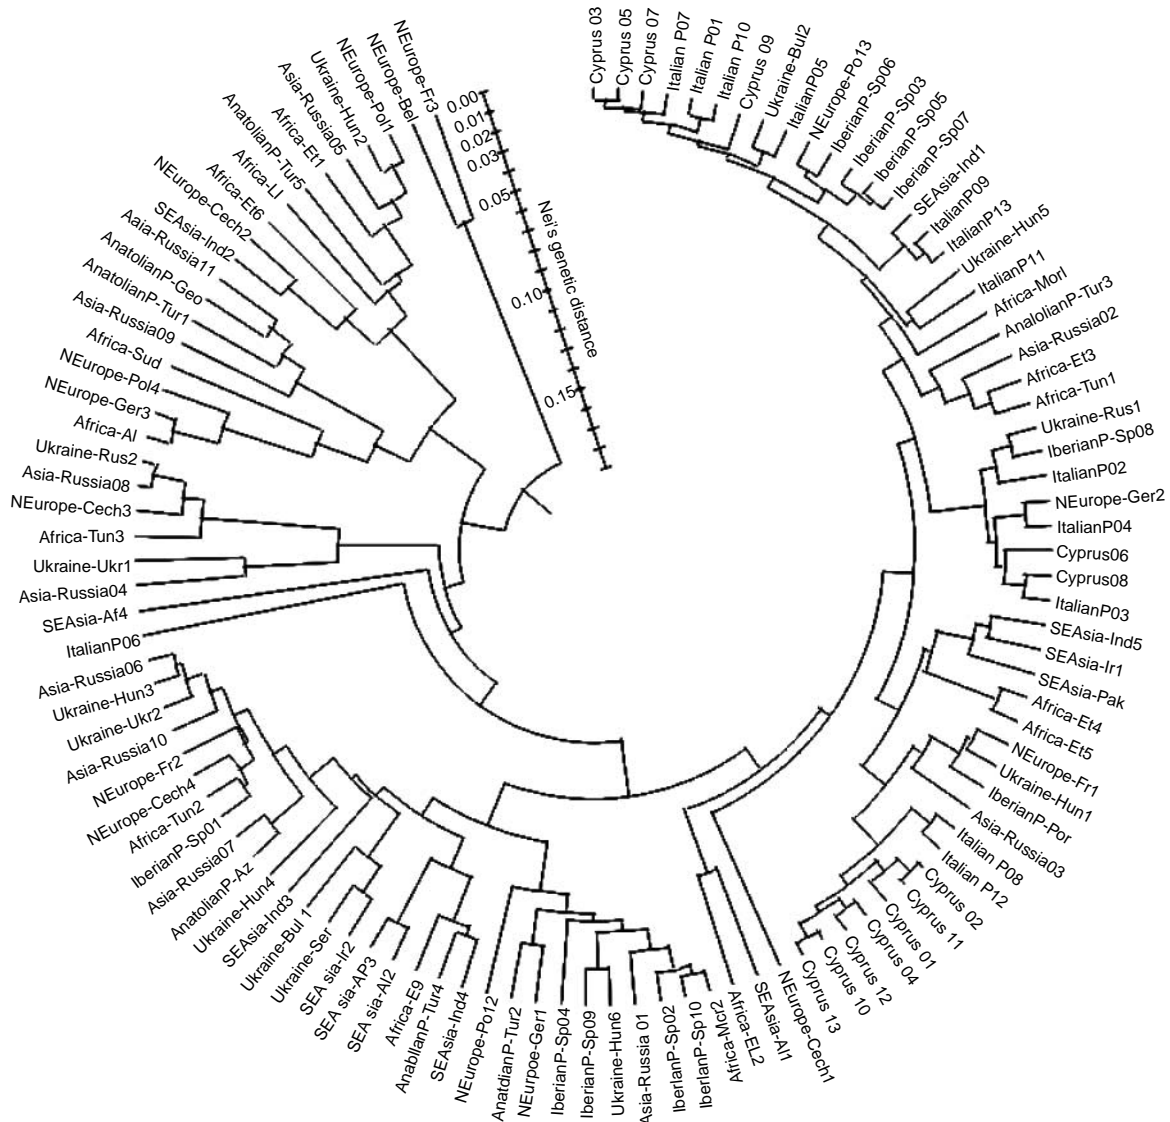 Cyprus 03
Cyprus 05
Cyprus 07
Italian P07
Italian P01
Italian P10
Cyprus 09
Ukraine-Bul2
ItalianP05
NEurope-Po13
IberianP-Sp06
IberianP-Sp03
IberianP-Sp05
IberianP-Sp07
SEAsia-Ind1
ItalianP09
ItalianP13
Ukraine-Hun5
ItalianP11
Africa-Morl
AnalolianP-Tur3
Asia-Russia02
Africa-Et3
Africa-Tun1
Ukraine-Rus1
IberianP-Sp08
ItalianP02
NEurope-Ger2
ItalianP04
Cyprus06
Cyprus08
ItalianP03
SEAsia-Ind5
SEAsia-Ir1
SEAsia-Pak
Africa-Et4
Africa-Et5
NEurope-Fr1
Ukraine-Hun1
IberianP-Por
Asia-Russia03
Italian P08
Italian P12
Cyprus 02
Cyprus 11
Cyprus 01
Cyprus 04
Cyprus 12
Cyprus 10
Cyprus 13
NEurope-Cech1
SEAsia-Al1
Africa-EL2
Africa-Mcr2
IberlanP-Sp10
IberlanP-Sp02
Asia-Russia 01
Ukraine-Hun6
IberianP-Sp09
IberianP-Sp04
NEurpoe-Ger1
AnatdianP-Tur2
NEurope-Po12
SEAsia-Ind4
AnabllanP-Tur4
Africa-E9
SEA sia-Al2
SEA sia-AP3
SEA sia-Ir2
Ukraine-Ser
Ukraine-Bul 1
SEAsia-Ind3
Ukraine-Hun4
AnatolianP-Az
Asia-Russia07
IberianP-Sp01
Africa-Tun2
NEurope-Cech4
NEurope-Fr2
Asia-Russia10
Ukraine-Ukr2
Ukraine-Hun3
Asia-Russia06
ItalianP06
SEAsia-Af4
Asia-Russia04
Ukraine-Ukr1
Africa-Tun3
NEurope-Cech3
Asia-Russia08
Ukraine-Rus2
Africa-Al
NEurope-Ger3
NEurope-Pol4
Africa-Sud
Asia-Russia09
AnatolianP-Tur1
AnatolianP-Geo
Aaia-Russia11
SEAsia-Ind2
NEurope-Cech2
Africa-Et6
Africa-LI
AnatolianP-Tur5
Africa-Et1
Asia-Russia05
Ukraine-Hun2
NEurope-Pol1
NEurope-Bel
NEurope-Fr3
0.00
0.01
0.02
0.03
0.05
0.10
0.15
Nei's genetic distance